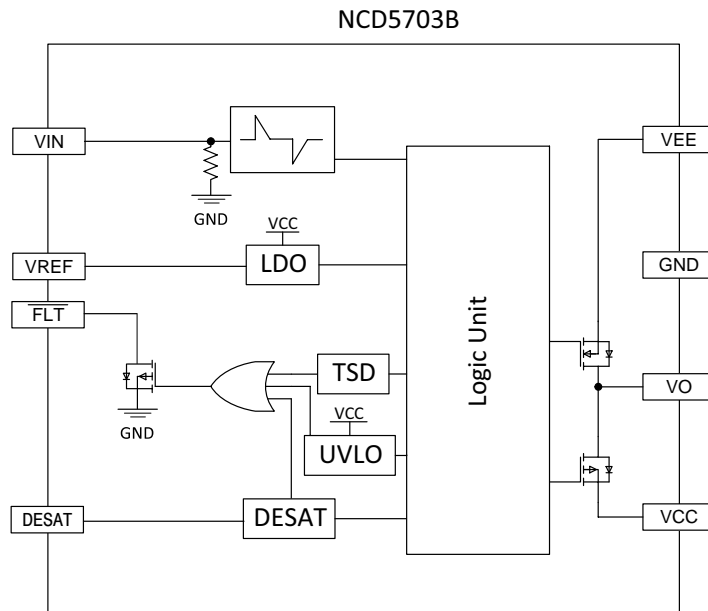 NCD5703B
VIN
VEE
GND
VCC
VREF
LDO
GND
FLT
Logic Unit
TSD
VO
VCC
GND
UVLO
DESAT
DESAT
VCC